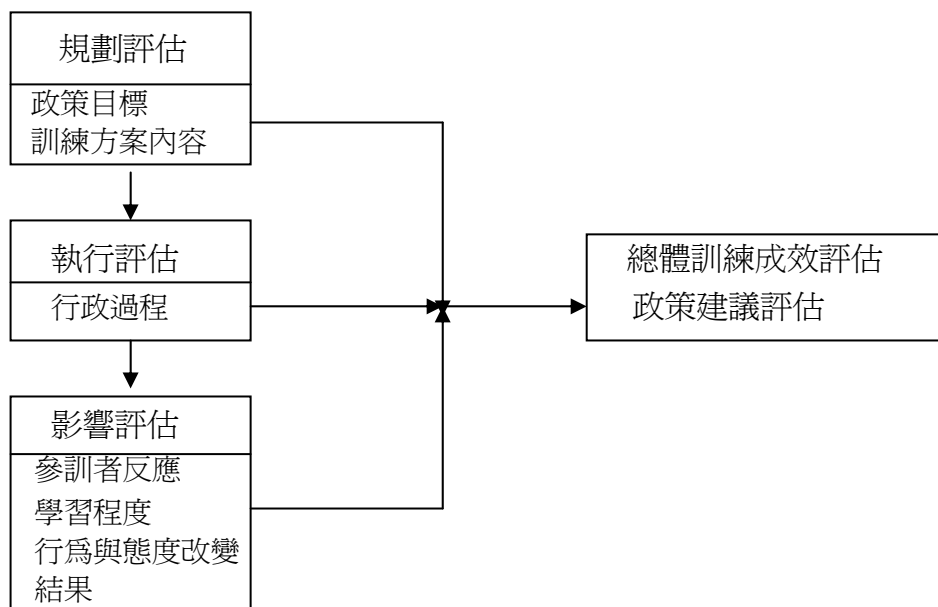 規劃評估
政策目標
訓練方案內容
執行評估
行政過程
影響評估
參訓者反應
學習程度
行為與態度改變
結果
總體訓練成效評估
政策建議評估